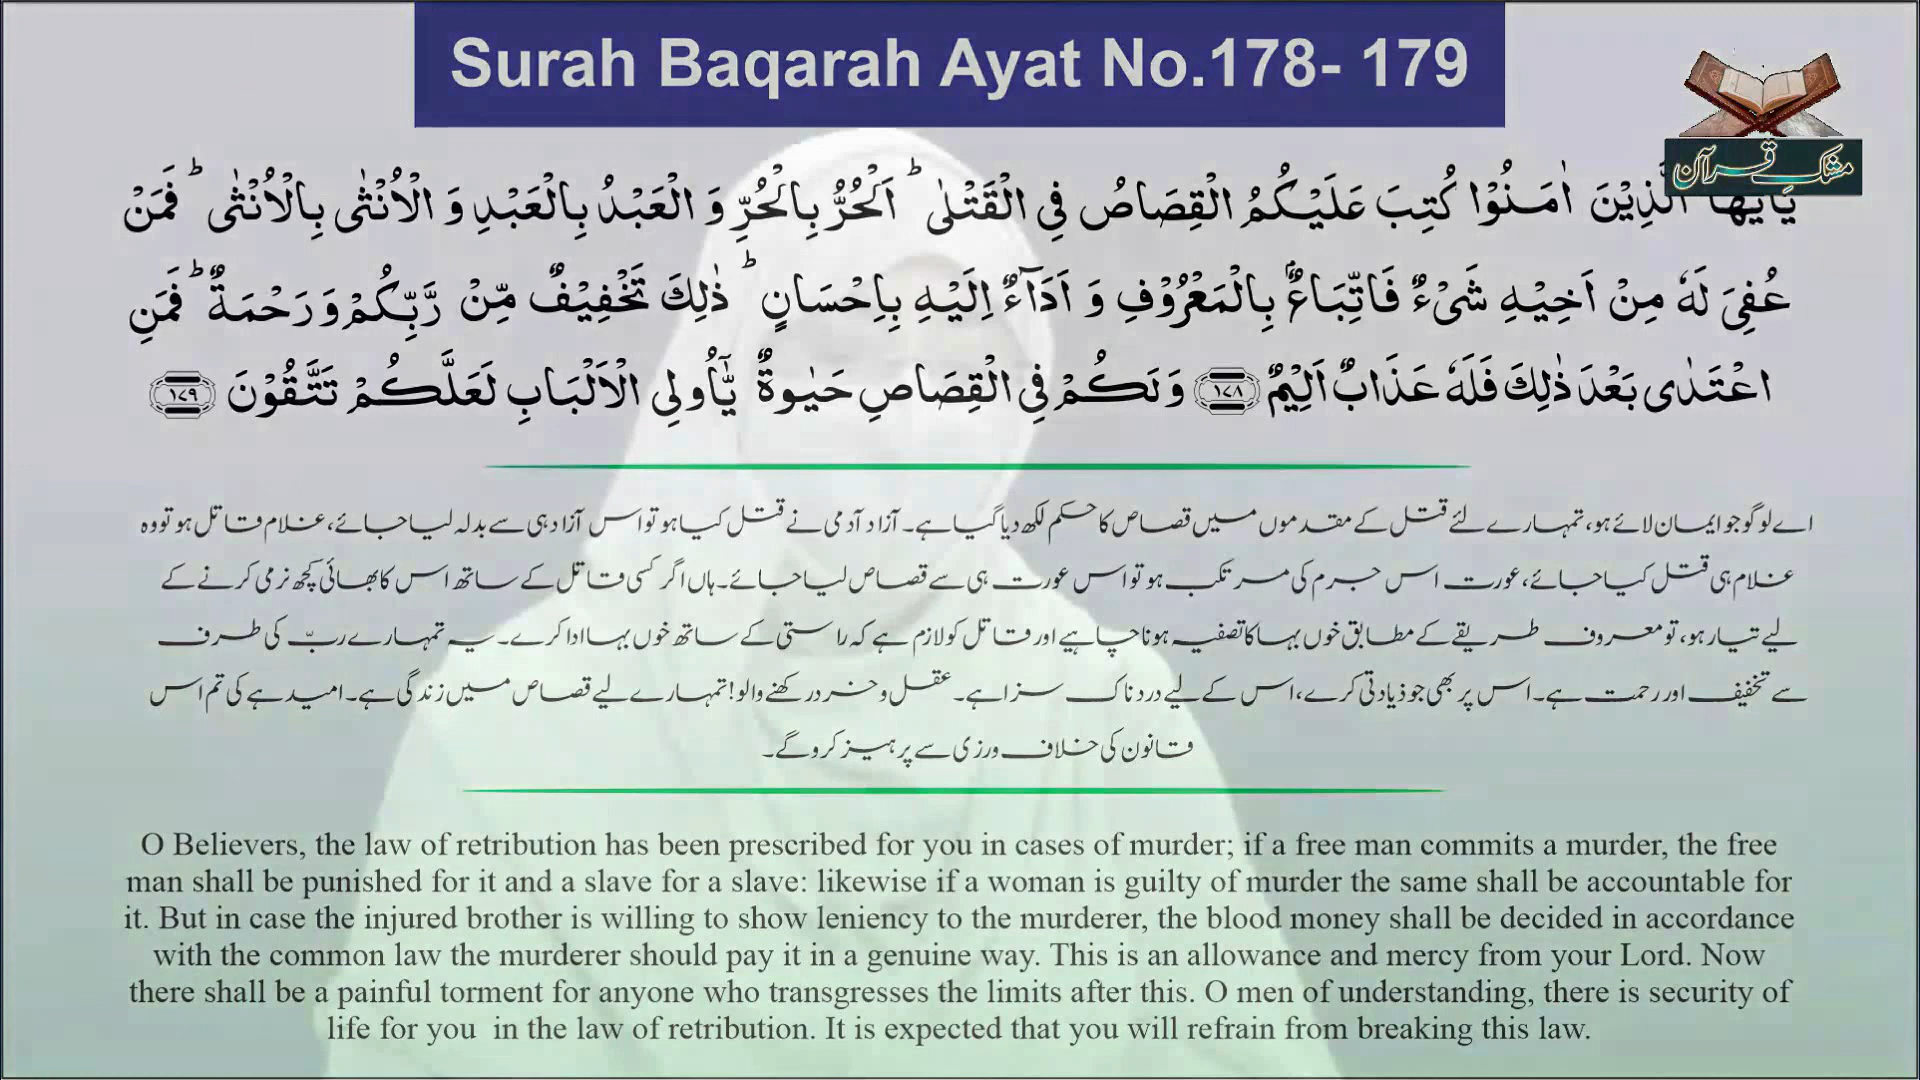 Surah Baqarah Ayat No.178- 179
مشک قرآن
یٰۤاَیُّهَا الَّذِیْنَ اٰمَنُوْا كُتِبَ عَلَیْكُمُ الْقِصَاصُ فِی الْقَتْلٰىؕ اَلْحُرُّ بِالْحُرِّ وَ الْعَبْدُ بِالْعَبْدِ وَ الْاُنْثٰى بِالْاُنْثٰىؕ فَمَنْ
عُفِیَ لَهٗ مِنْ اَخِیْهِ شَیْءٌ فَاتِّبَاعٌۢ بِالْمَعْرُوْفِ وَ اَدَآءٌ اِلَیْهِ بِاِحْسَانٍؕ ذٰلِكَ تَخْفِیْفٌ مِّنْ رَّبِّكُمْ وَ رَحْمَةٌؕ فَمَنِ
اعْتَدٰى بَعْدَ ذٰلِكَ فَلَهٗ عَذَابٌ اَلِیْمٌ ﴿۱۷۸﴾ وَ لَكُمْ فِی الْقِصَاصِ حَیٰوةٌ یّٰۤاُولِی الْاَلْبَابِ لَعَلَّكُمْ تَتَّقُوْنَ ﴿۱۷۹﴾
اے لوگو جو ایمان لائے ہو، تمہارے لئے قتل کے مقدموں میں قصاص کا حکم لکھ دیا گیا ہے۔ آزاد آدمی نے قتل کیا ہو تو اس آزاد ہی سے بدلہ لیا جائے، غلام قاتل ہو تو وہ
غلام ہی قتل کیا جائے، عورت اس جرم کی مرتکب ہو تو اس عورت ہی سے قصاص لیا جائے۔ ہاں اگر کسی قاتل کے ساتھ اس کا بھائی کچھ نرمی کرنے کے
لیے تیار ہو، تو معروف طریقے کے مطابق خوں بہا کا تصفیہ ہونا چاہیے اور قاتل کو لازم ہے کہ راستی کے ساتھ خوں بہا ادا کرے۔ یہ تمہارے ربّ کی طرف
سے تخفیف اور رحمت ہے۔ اس پر بھی جو ذیادتی کرے، اس کے لیے دردناک سزا ہے۔ عقل و خرد رکھنے والو! تمہارے لیے قصاص میں زندگی ہے۔ امید ہے کی تم اس
قانون کی خلاف ورزی سے پرہیز کروگے۔
O Believers, the law of retribution has been prescribed for you in cases of murder; if a free man commits a murder, the free
man shall be punished for it and a slave for a slave: likewise if a woman is guilty of murder the same shall be accountable for
it. But in case the injured brother is willing to show leniency to the murderer, the blood money shall be decided in accordance
with the common law the murderer should pay it in a genuine way. This is an allowance and mercy from your Lord. Now
there shall be a painful torment for anyone who transgresses the limits after this. O men of understanding, there is security of
life for you in the law of retribution. It is expected that you will refrain from breaking this law.